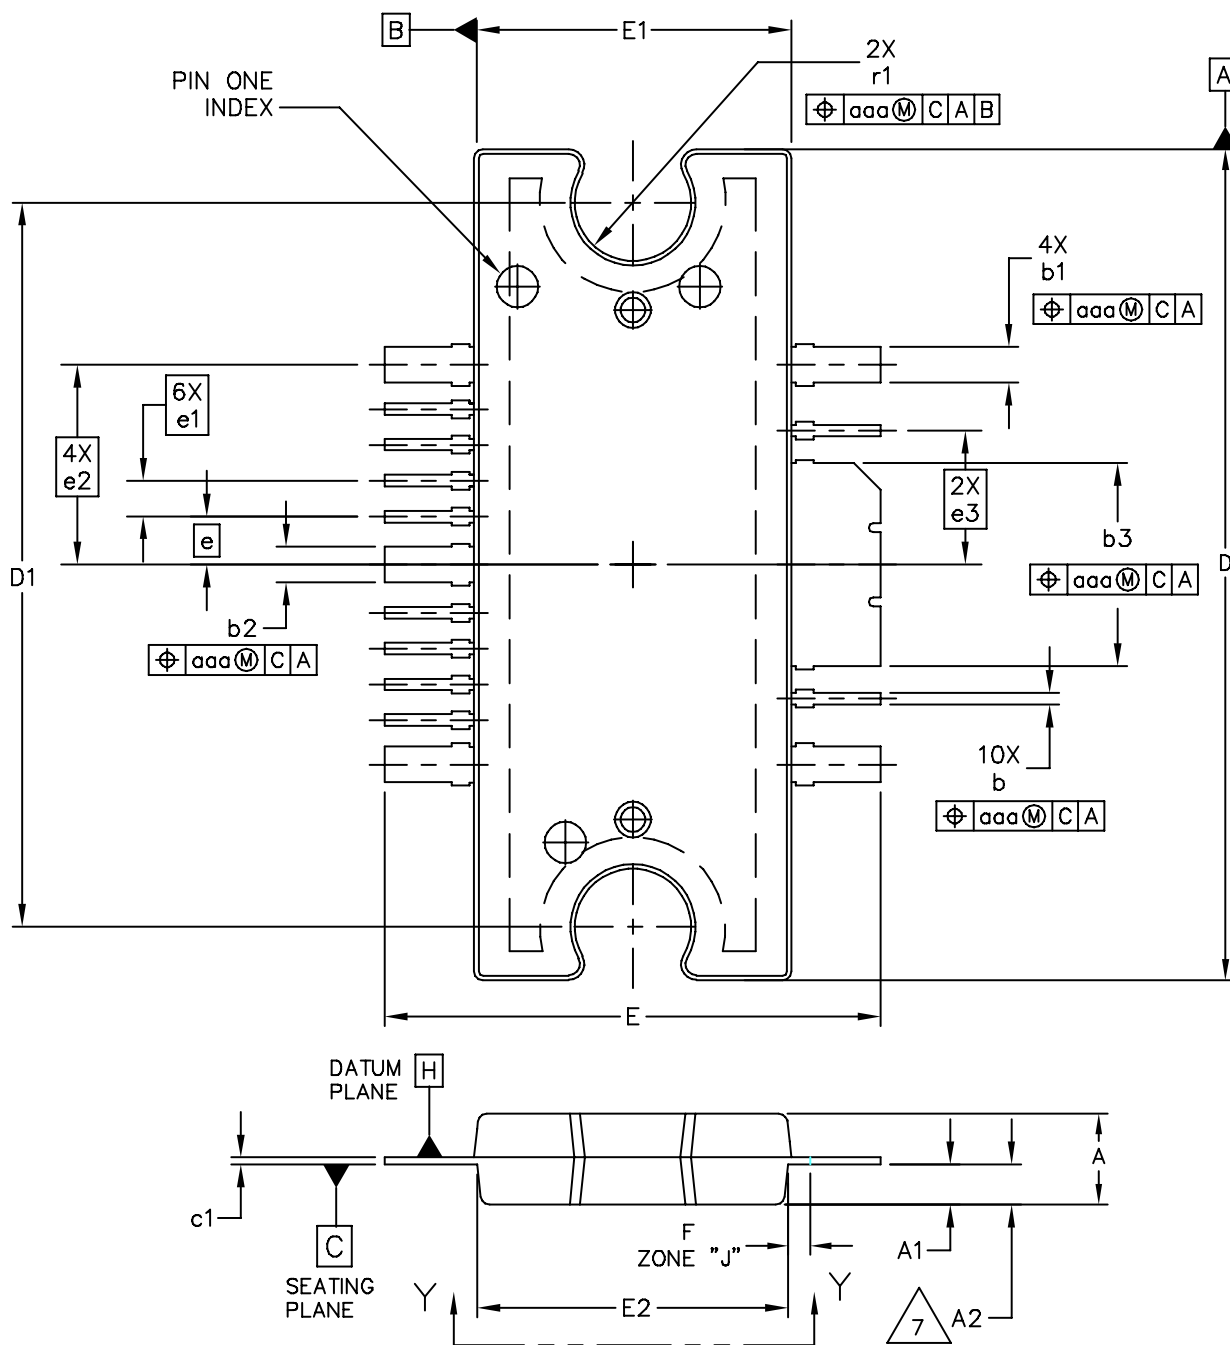 B
E1
2X
r1
⌖ aaa Ⓜ C A B
A
PIN ONE
INDEX
4X
b1
⌖ aaa Ⓜ C A
6X
e1
4X
e2
2X
e3
e
b3
⌖ aaa Ⓜ C A
D1
D
b2
⌖ aaa Ⓜ C A
10X
b
⌖ aaa Ⓜ C A
E
DATUM
PLANE
H
A
c1
C
SEATING
PLANE
F
ZONE "J"
A1
Y
Y
E2
7
A2